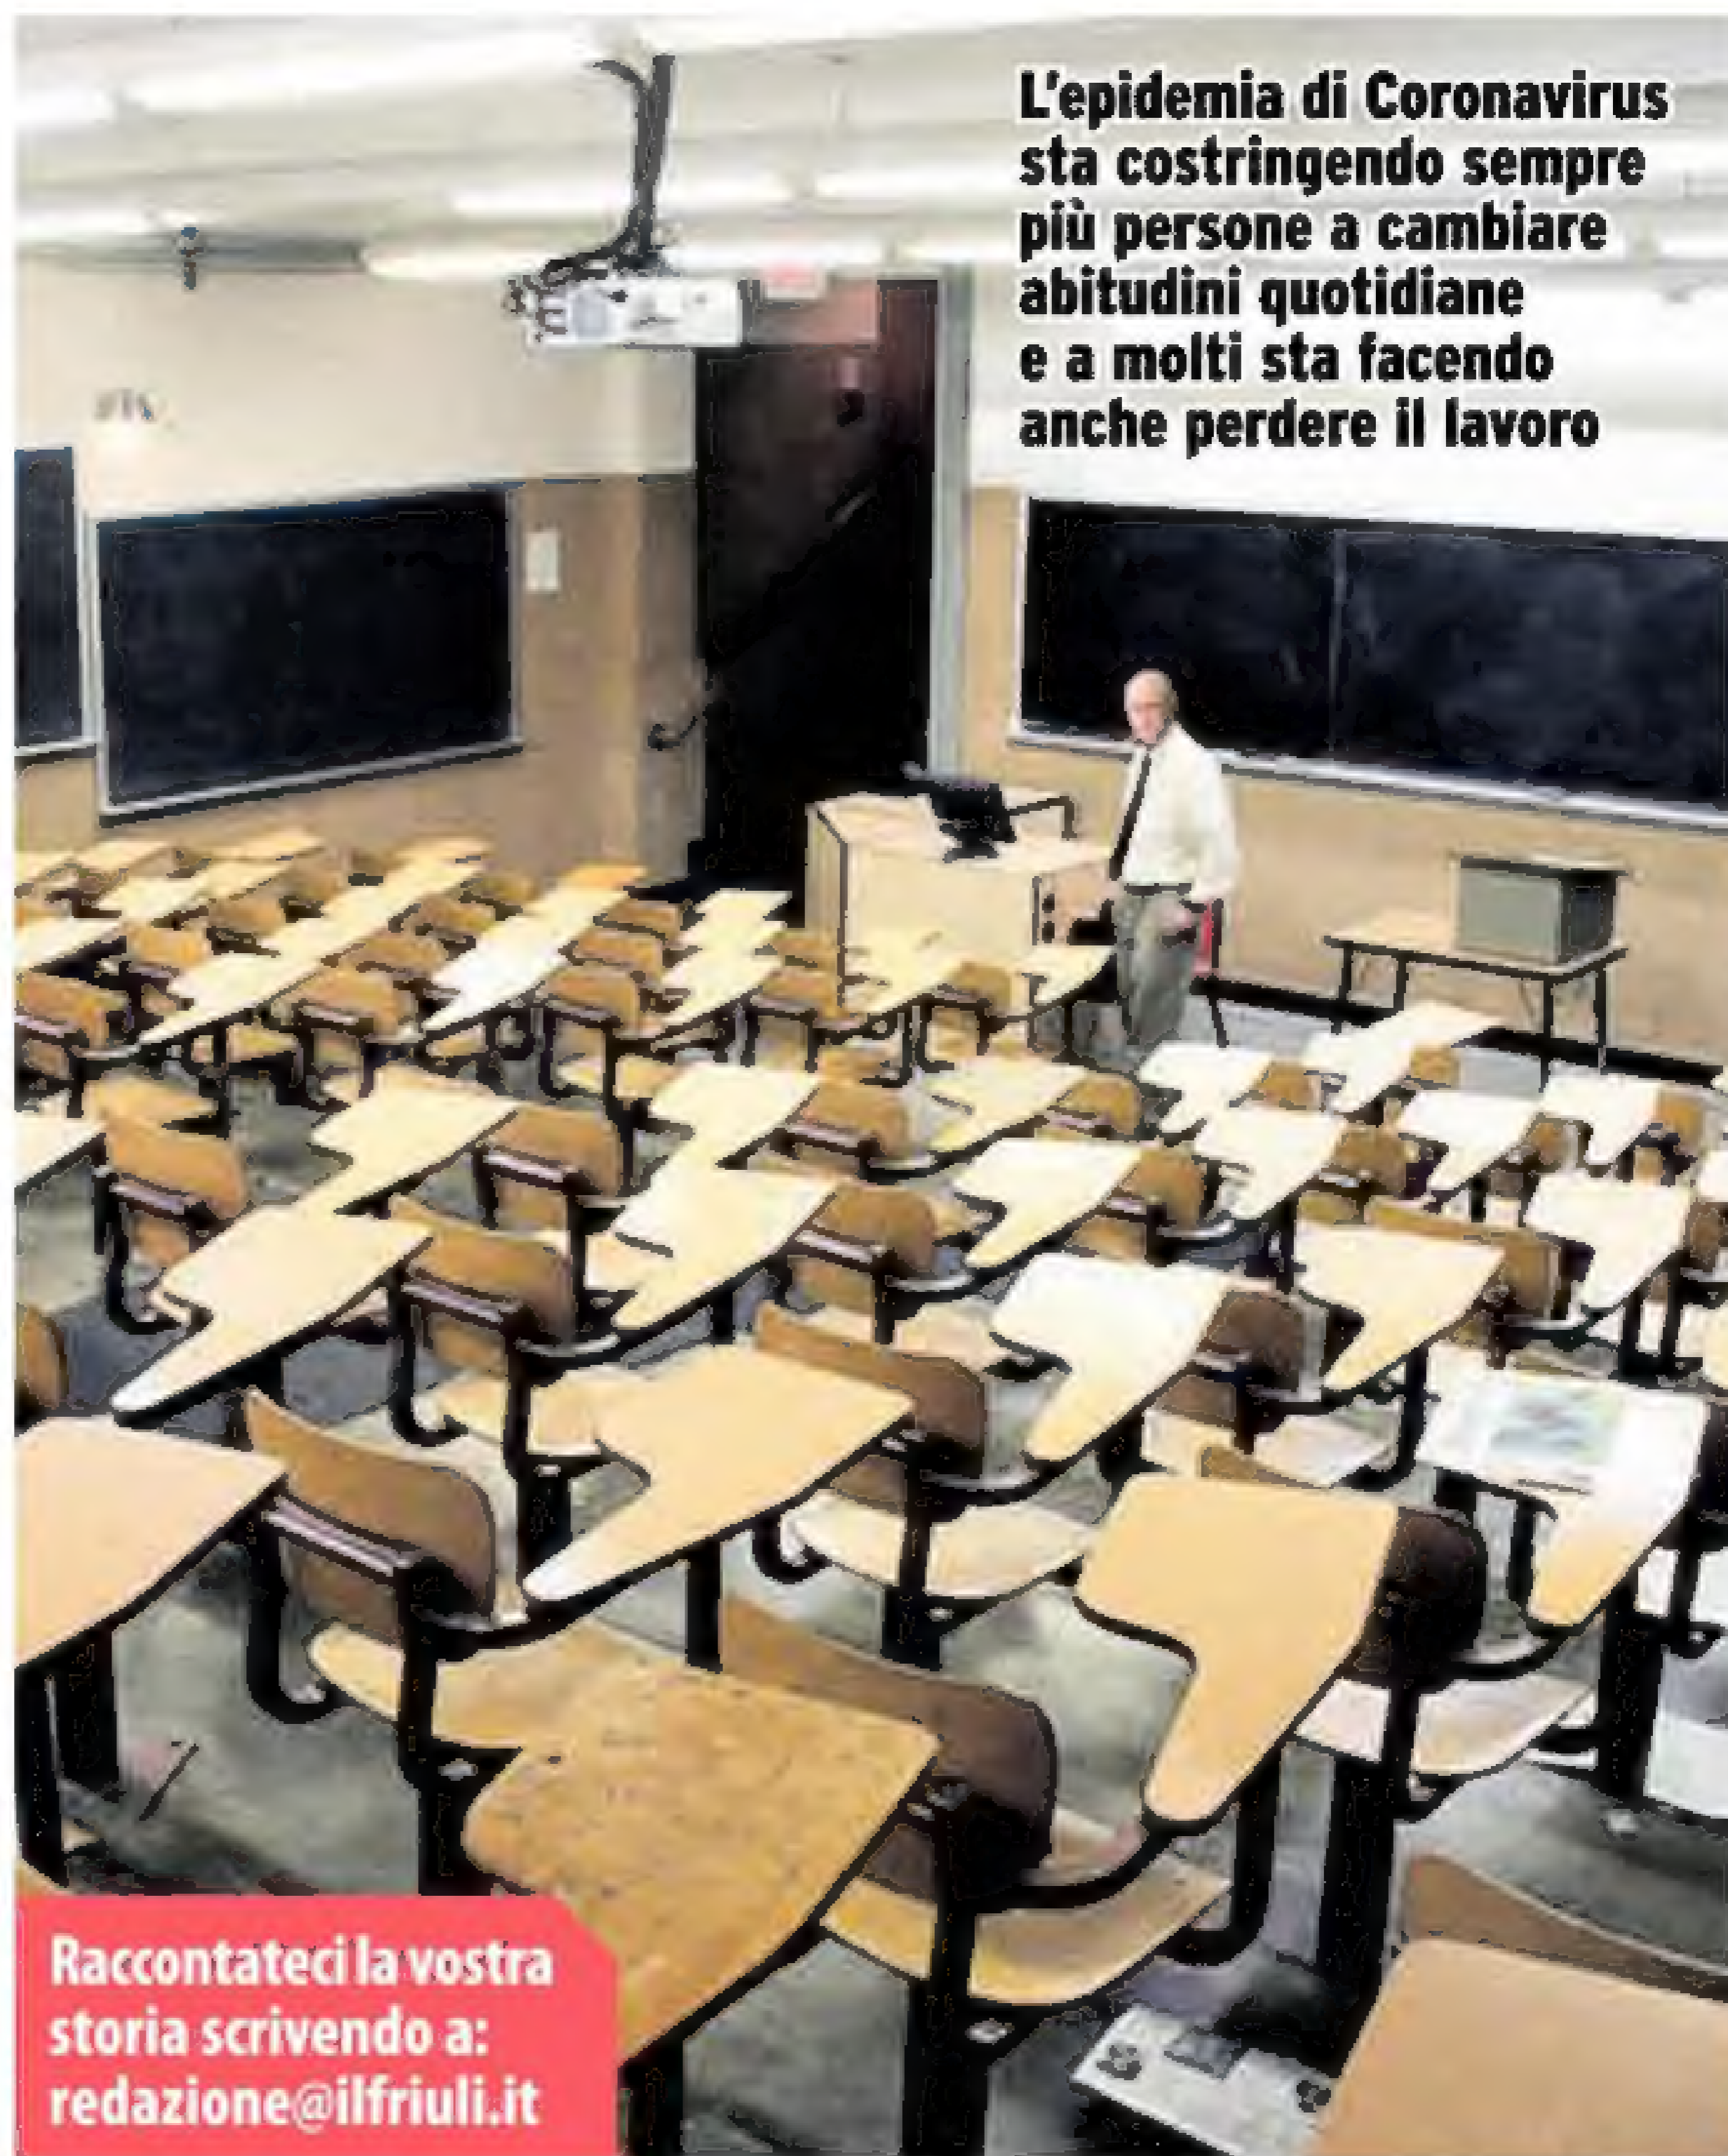 L'epidemia di Coronavirus
sta costringendo sempre
più persone a cambiare
abitudini quotidiane
e a molti sta facendo
anche perdere il lavoro
Raccontateci la vostra
storia scrivendo a:
redazione@ilfriuli.it